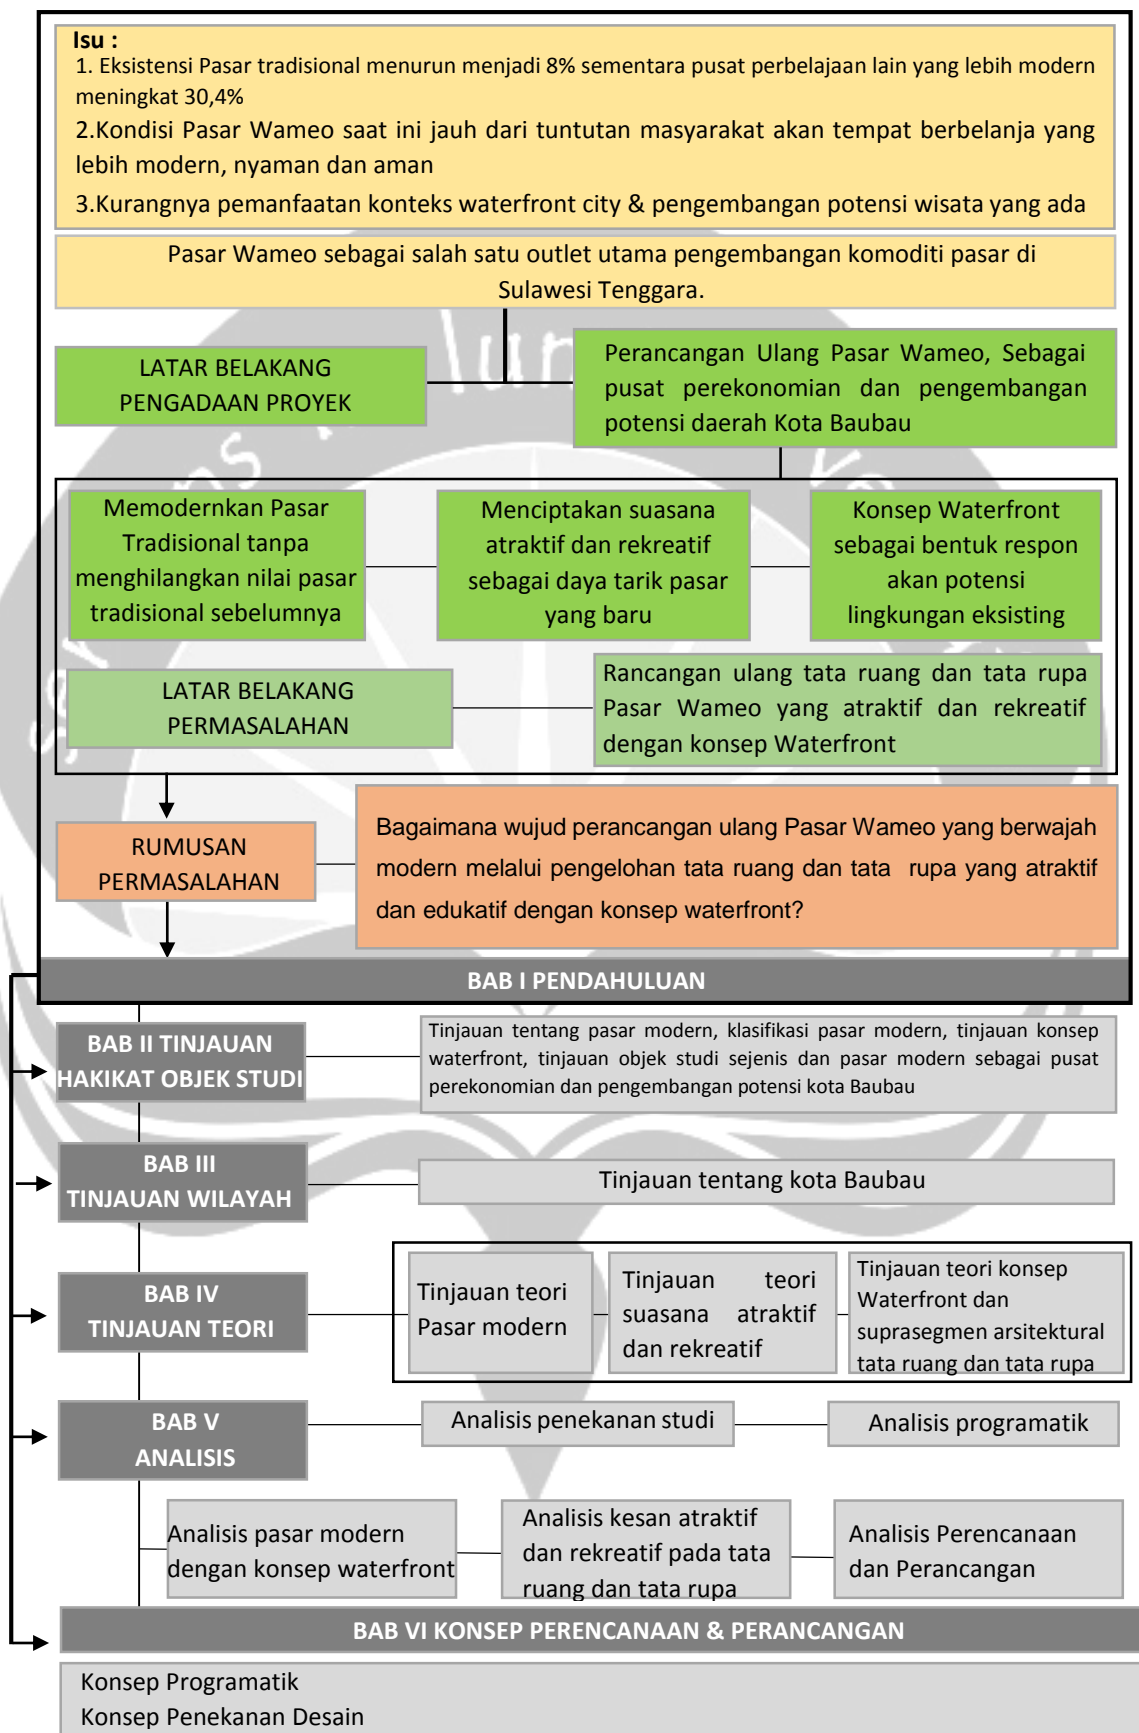 Isu :
1. Eksistensi Pasar tradisional menurun menjadi 8% sementara pusat perbelajaan lain yang lebih modern
meningkat 30,4%
2.Kondisi Pasar Wameo saat ini jauh dari tuntutan masyarakat akan tempat berbelanja yang
lebih modern, nyaman dan aman
3.Kurangnya pemanfaatan konteks waterfront city & pengembangan potensi wisata yang ada
Pasar Wameo sebagai salah satu outlet utama pengembangan komoditi pasar di
Sulawesi Tenggara.
LATAR BELAKANG
PENGADAAN PROYEK
Perancangan Ulang Pasar Wameo, Sebagai
pusat perekonomian dan pengembangan
potensi daerah Kota Baubau
Memodernkan Pasar
Tradisional tanpa
menghilangkan nilai pasar
tradisional sebelumnya
Menciptakan suasana
atraktif dan rekreatif
sebagai daya tarik pasar
yang baru
Konsep Waterfront
sebagai bentuk respon
akan potensi
lingkungan eksisting
LATAR BELAKANG
PERMASALAHAN
Rancangan ulang tata ruang dan tata rupa
Pasar Wameo yang atraktif dan rekreatif
dengan konsep Waterfront
RUMUSAN
PERMASALAHAN
Bagaimana wujud perancangan ulang Pasar Wameo yang berwajah
modern melalui pengelohan tata ruang dan tata rupa yang atraktif
dan edukatif dengan konsep waterfront?
BAB I PENDAHULUAN
BAB II TINJAUAN
HAKIKAT OBJEK STUDI
Tinjauan tentang pasar modern, klasifikasi pasar modern, tinjauan konsep
waterfront, tinjauan objek studi sejenis dan pasar modern sebagai pusat
perekonomian dan pengembangan potensi kota Baubau
BAB III
TINJAUAN WILAYAH
Tinjauan tentang kota Baubau
BAB IV
TINJAUAN TEORI
Tinjauan teori
Pasar modern
Tinjauan teori
suasana atraktif
dan rekreatif
Tinjauan teori konsep
Waterfront dan
suprasegmen arsitektural
tata ruang dan tata rupa
BAB V
ANALISIS
Analisis penekanan studi
Analisis programatik
Analisis pasar modern
dengan konsep waterfront
Analisis kesan atraktif
dan rekreatif pada tata
ruang dan tata rupa
Analisis Perencanaan
dan Perancangan
BAB VI KONSEP PERENCANAAN & PERANCANGAN
Konsep Programatik
Konsep Penekanan Desain